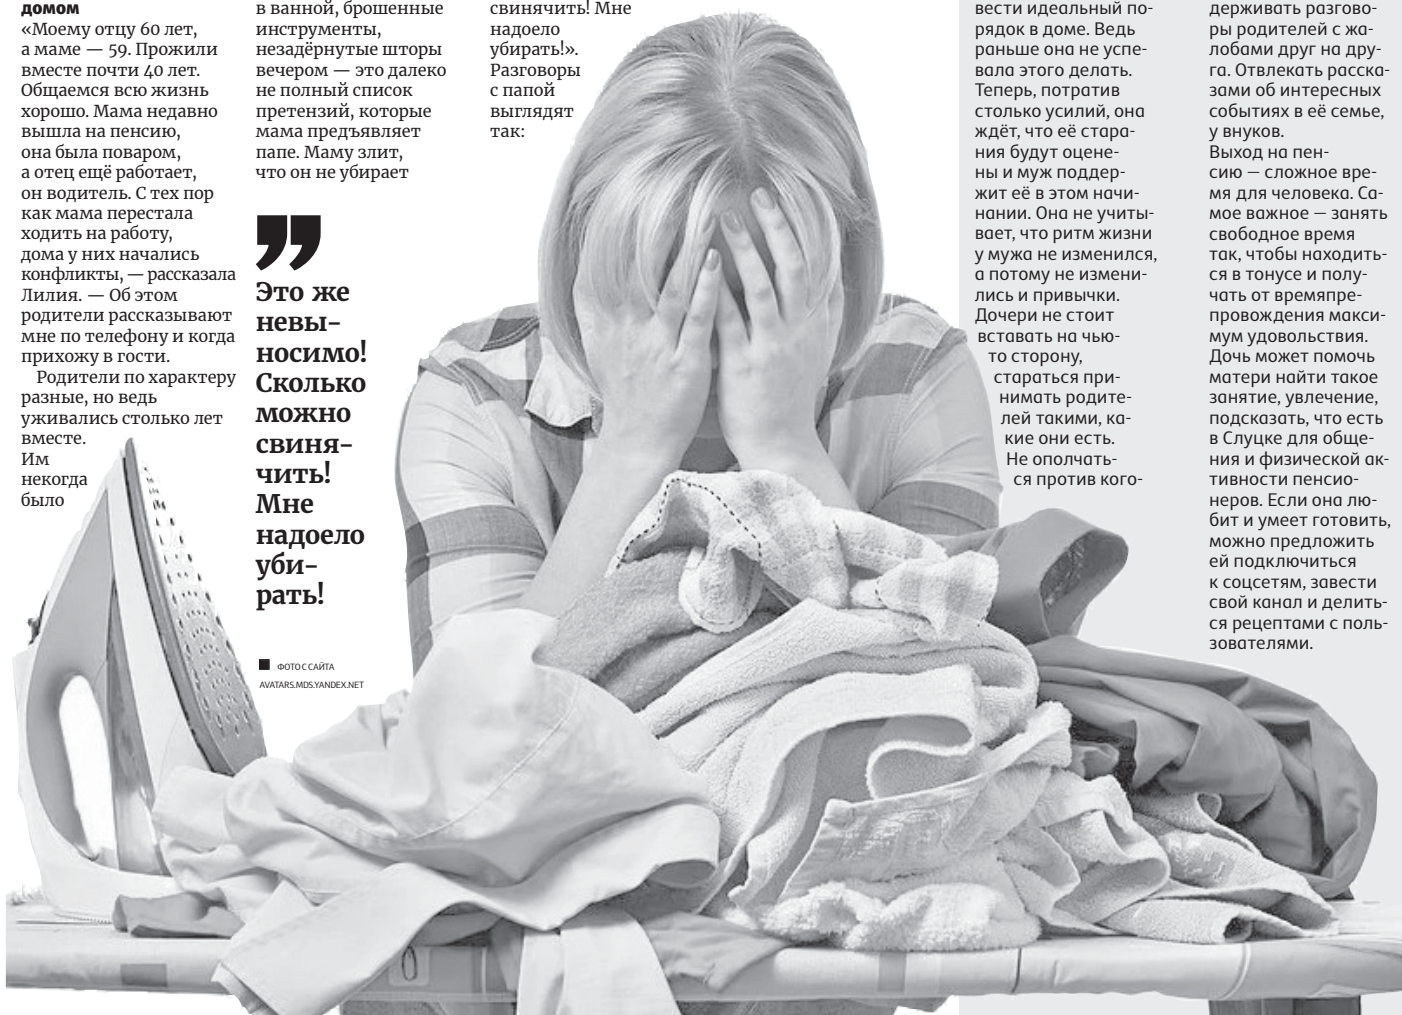 домом
«Моему отцу 60 лет,
а маме — 59. Прожили
вместе почти 40 лет.
Общаемся всю жизнь
хорошо. Мама недавно
вышла на пенсию,
она была поваром,
а отец ещё работает,
он водитель. С тех пор
как мама перестала
ходить на работу,
дома у них начались
конфликты, — рассказала
Лилия. — Об этом
родители рассказывают
мне по телефону и когда
прихожу в гости.
Родители по характеру
разные, но ведь
уживались столько лет
вместе.
Им
некогда
было
в ванной, брошенные
инструменты,
незадёрнутые шторы
вечером — это далеко
не полный список
претензий, которые
мама предъявляет
папе. Маму злит,
что он не убирает
”
Это же
невы-
носимо!
Сколько
можно
свиня-
чить!
Мне
надоело
уби-
рать!
ФОТО С САЙТА
AVATARS.MDS.YANDEX.NET
свинячить! Мне
надоело
убирать!».
Разговоры
с папой
выглядят
так:
вести идеальный по-
рядок в доме. Ведь
раньше она не успе-
вала этого делать.
Теперь, потратив
столько усилий, она
ждёт, что её стара-
ния будут оцене-
ны и муж поддер-
жит её в этом начи-
нании. Она не учиты-
вает, что ритм жизни
у мужа не изменился,
а потому не измени-
лись и привычки.
Дочери не стоит
вставать на чью-
то сторону,
стараться при-
нимать родите-
лей такими, ка-
кие они есть.
Не ополчать-
ся против кого-
держивать разгово-
ры родителей с жа-
лобами друг на дру-
га. Отвлекать расска-
зами об интересных
событиях в её семье,
у внуков.
Выход на пен-
сию — сложное вре-
мя для человека. Са-
мое важное — занять
свободное время
так, чтобы находить-
ся в тонусе и полу-
чать от времяпре-
провождения макси-
мум удовольствия.
Дочь может помочь
матери найти такое
занятие, увлечение,
подсказать, что есть
в Слуцке для обще-
ния и физической ак-
тивности пенсио-
неров. Если она лю-
бит и умеет готовить,
можно предложить
ей подключиться
к соцсетям, завести
свой канал и делить-
ся рецептами с поль-
зователями.